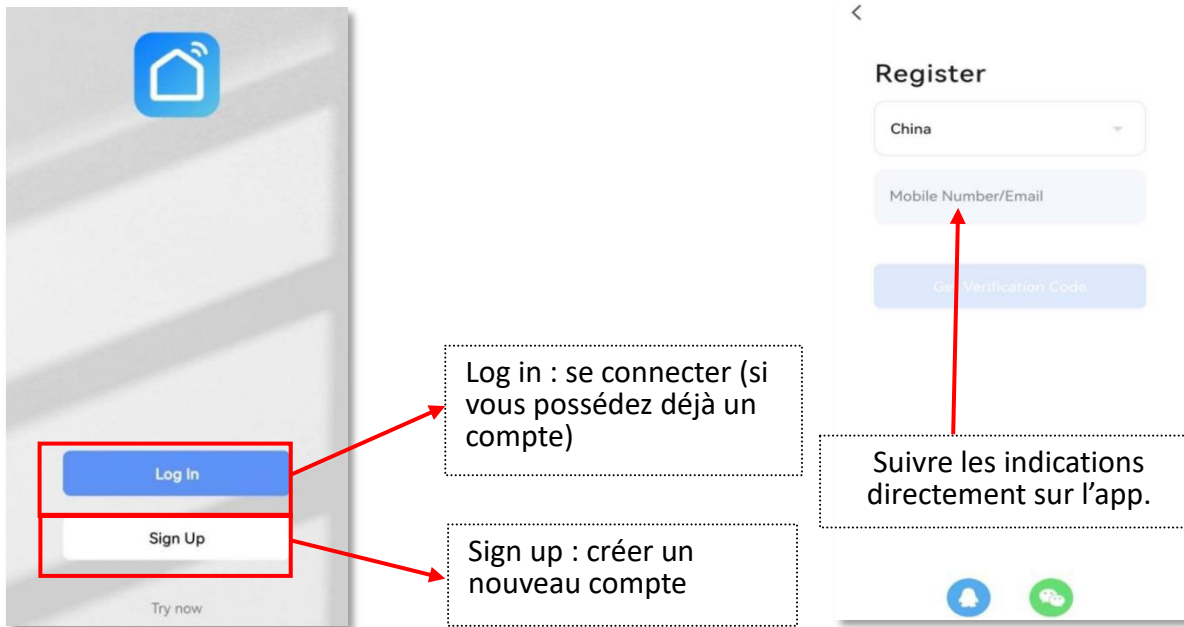 Log In
Sign Up
Try now
Log in : se connecter (si
vous possédez déjà un
compte)
Sign up : créer un
nouveau compte
Register
China
Mobile Number/Email
Get Verification Code
Suivre les indications
directement sur l’app.